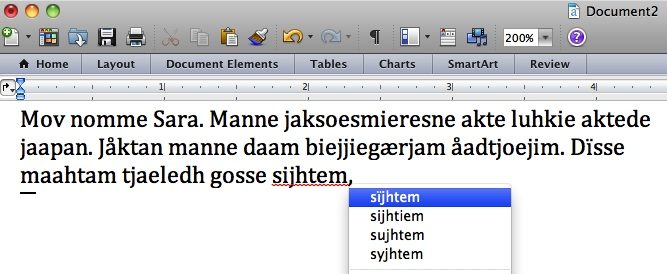 Document2
200%
Home Layout Document Elements Tables Charts SmartArt Review
1 2 3 4
Mov nomme Sara. Manne jaksoesmieresne akte luhkie aktede
jaapan. Jåktan manne daam biejjiegærjam åadtjoejim. Dïsse
maahtam tjaeledh gosse sijhtem,
sïjhtem
sijhtiem
sujhtem
syjhtem